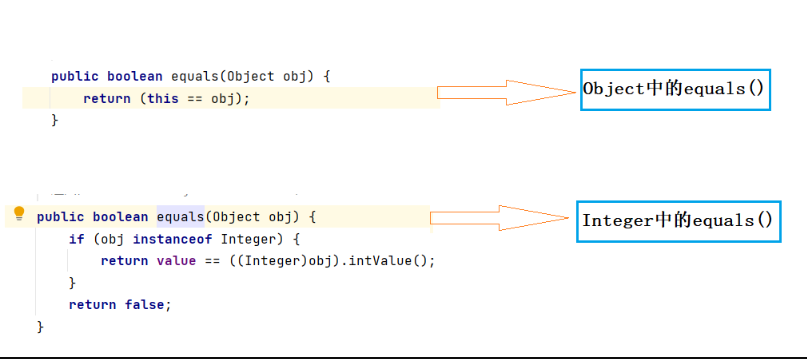 public boolean equals(Object obj) {
return (this == obj);
}
Object中的equals()
public boolean equals(Object obj) {
if (obj instanceof Integer) {
return value == ((Integer)obj).intValue();
}
return false;
}
Integer中的equals()